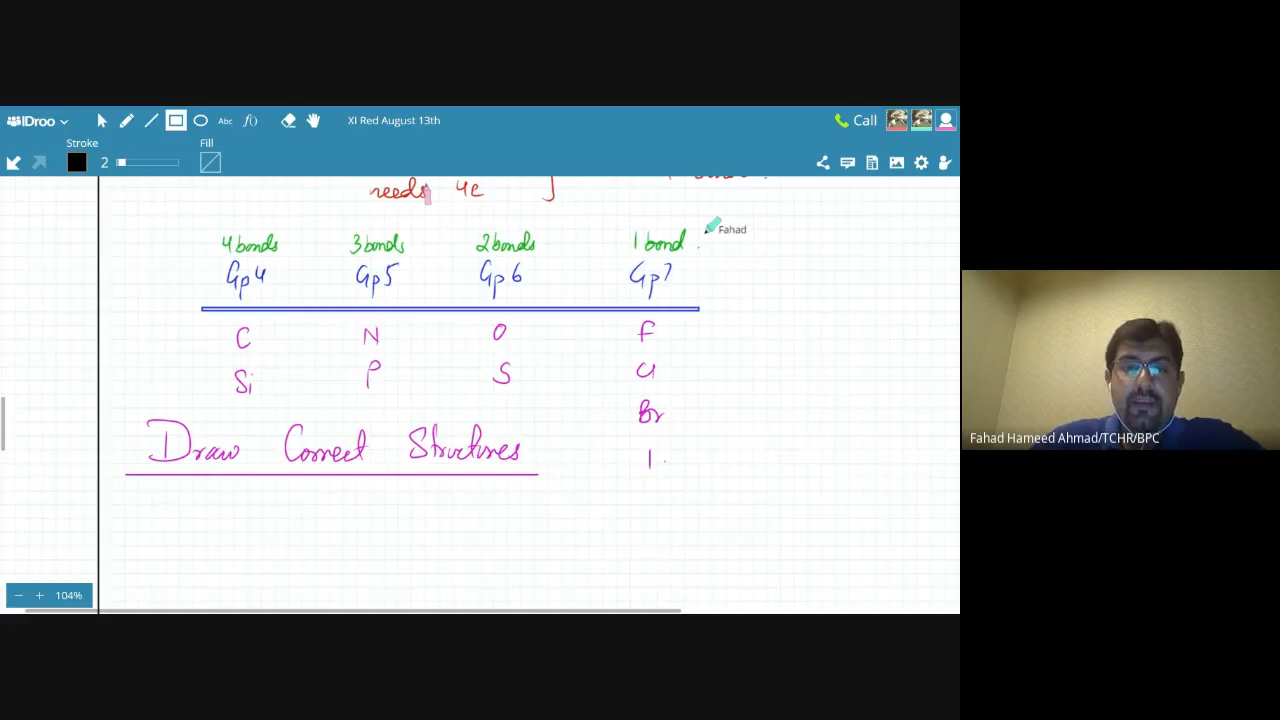 IDroo
Abc
f()
XI Red August 13th
Call
Stroke
Fill
2
needs 4e
Fahad
4 bonds 3 bonds 2 bonds 1 bond
Gp 4 Gp 5 Gp 6 Gp 7
C N O F
Si P S Cl
Br
Draw Correct Structures
I
Fahad Hameed Ahmad/TCHR/BPC
104%